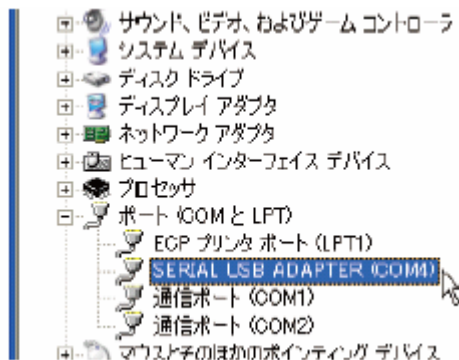 サウンド、ビデオ、およびゲーム コントローラ
システム デバイス
ディスク ドライブ
ディスプレイ アダプタ
ネットワーク アダプタ
ヒューマン インターフェイス デバイス
プロセッサ
ポート (COM と LPT)
ECP プリンタ ポート (LPT1)
SERIAL USB ADAPTER (COM4)
通信ポート (COM1)
通信ポート (COM2)
マウスとそのほかのポインティング デバイス